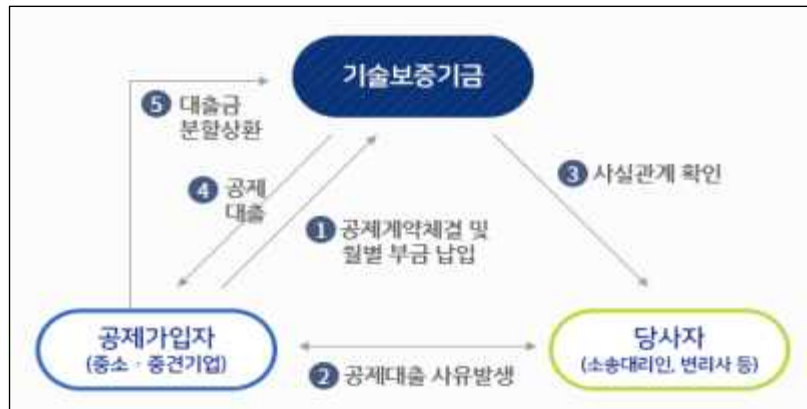 기술보증기금
5 대출금
분할상환
4 공제
대출
3 사실관계 확인
1 공제계약체결 및
월별 부금 납입
공제가입자
(중소·중견기업)
2 공제대출 사유발생
당사자
(소송대리인, 변리사 등)